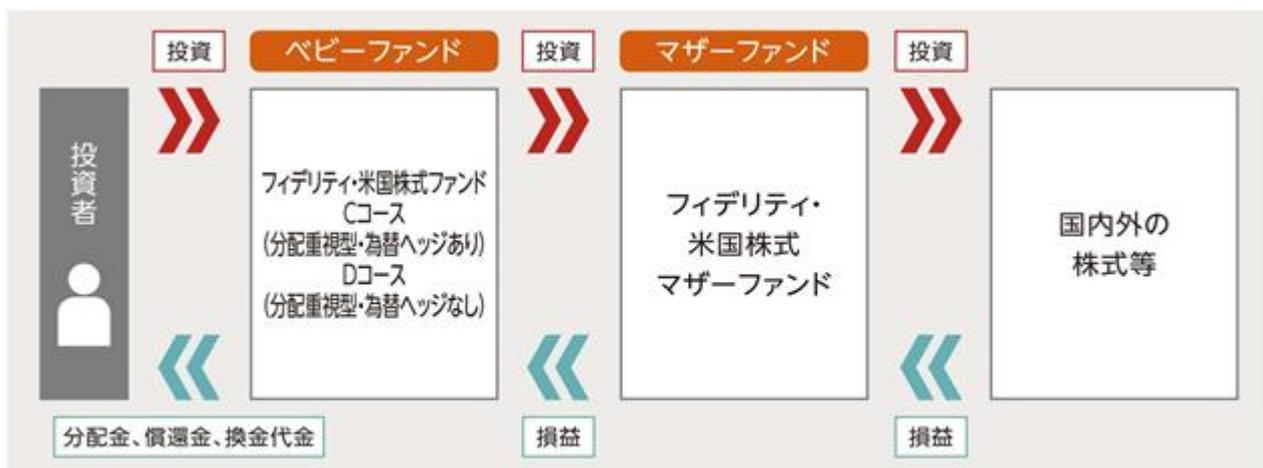 投資
ベビーファンド
投資
マザーファンド
投資
投資者
フィデリティ・米国株式ファンド
Cコース
(分配重視型・為替ヘッジあり)
Dコース
(分配重視型・為替ヘッジなし)
フィデリティ・
米国株式
マザーファンド
国内外の
株式等
分配金、償還金、換金代金
損益
損益